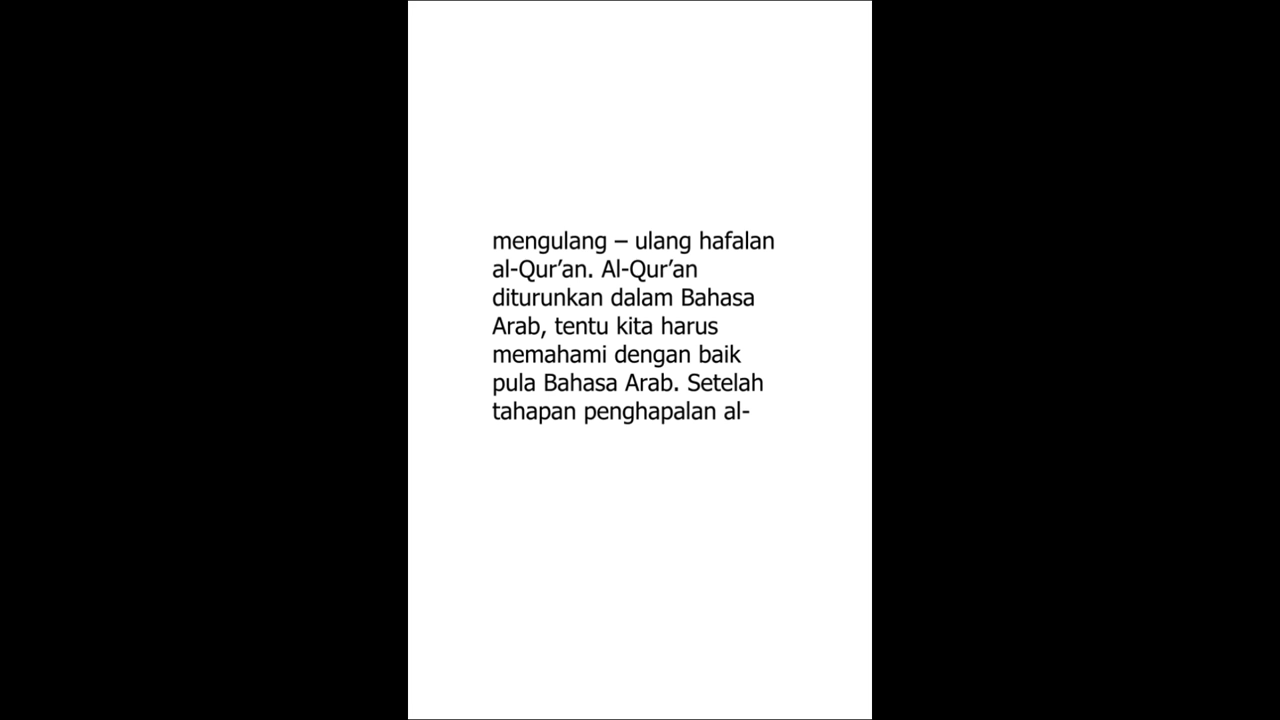 mengulang – ulang hafalan
al-Qur’an. Al-Qur’an
diturunkan dalam Bahasa
Arab, tentu kita harus
memahami dengan baik
pula Bahasa Arab. Setelah
tahapan penghapalan al-